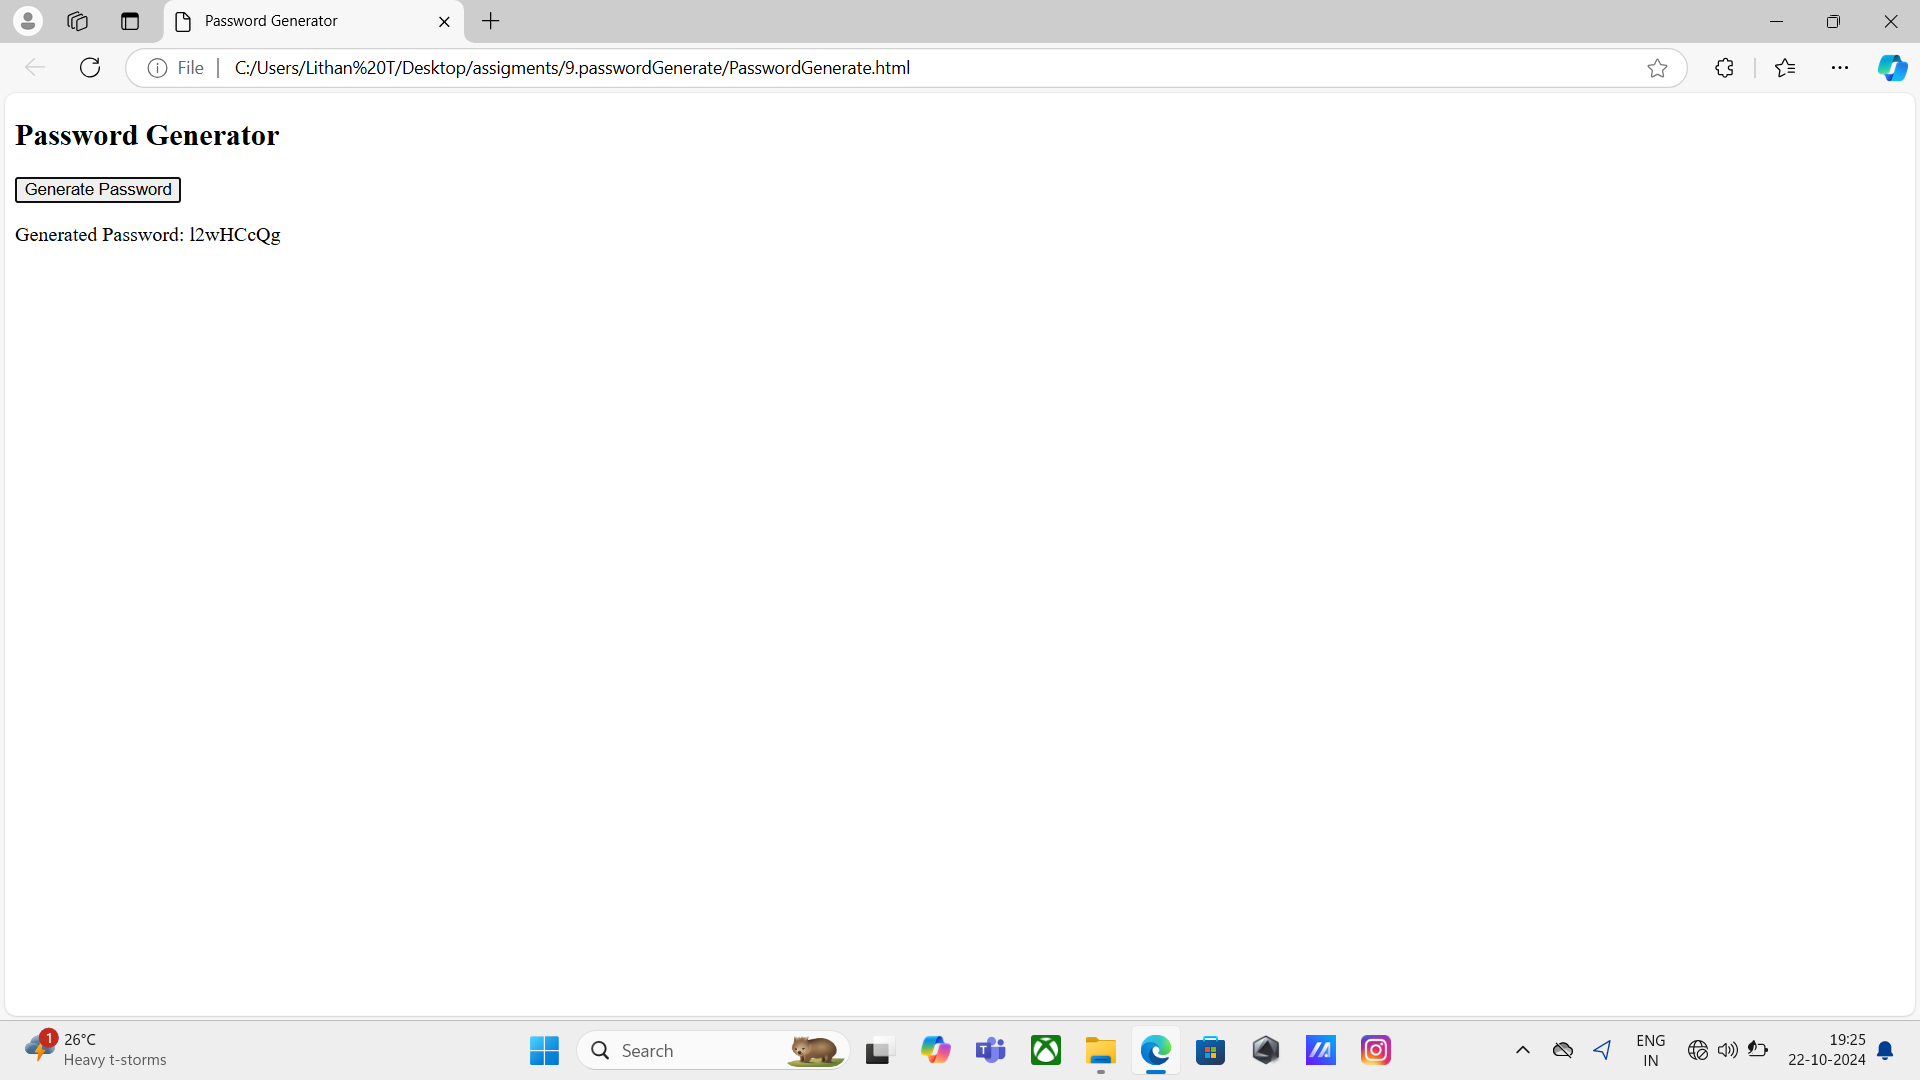 Password Generator
File
C:/Users/Lithan%20T/Desktop/assigments/9.passwordGenerate/PasswordGenerate.html
Password Generator
Generate Password
Generated Password: l2wHCcQg
1
26°C
Heavy t-storms
Search
ENG
IN
19:25
22-10-2024